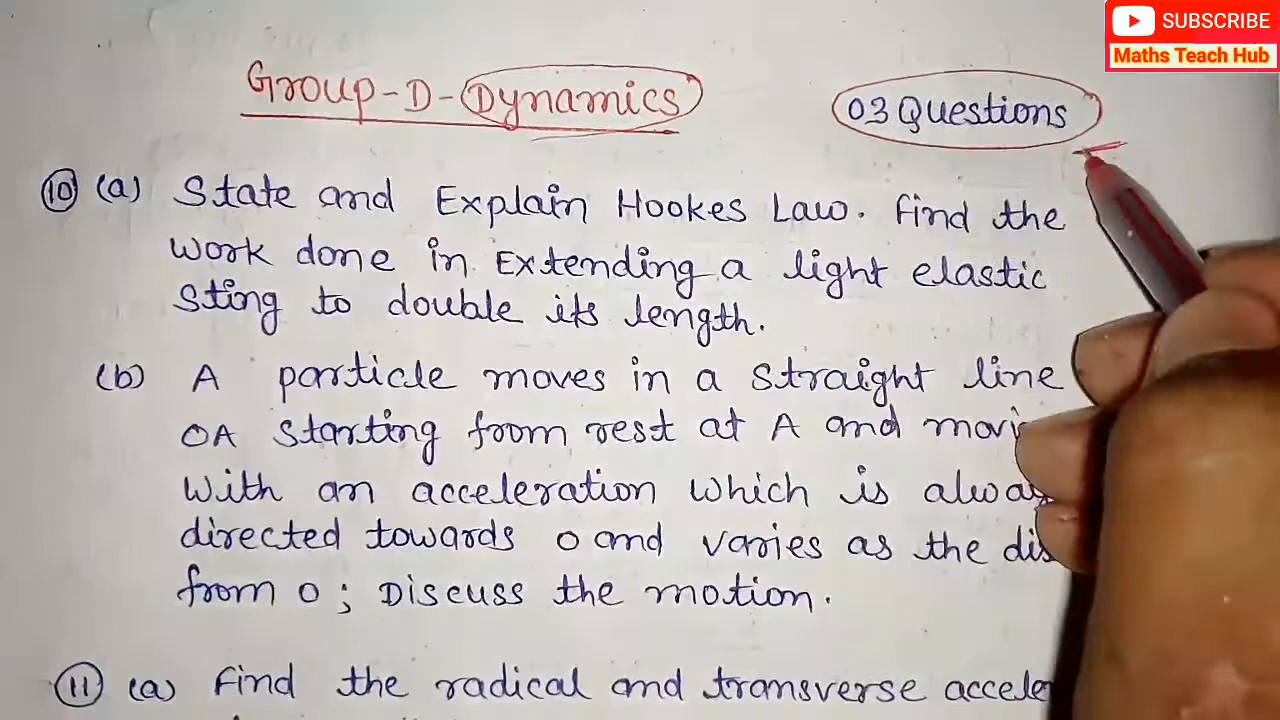 SUBSCRIBE
Maths Teach Hub
Group-D-Dynamics
03 Questions
10 (a) State and Explain Hookes Law. Find the
work done in Extending a light elastic
Sting to double its length.
(b) A particle moves in a straight line
OA starting from rest at A and
with an acceleration which is
directed towards O and varies as the
from O; Discuss the motion.
11 (a) Find the radical and transverse